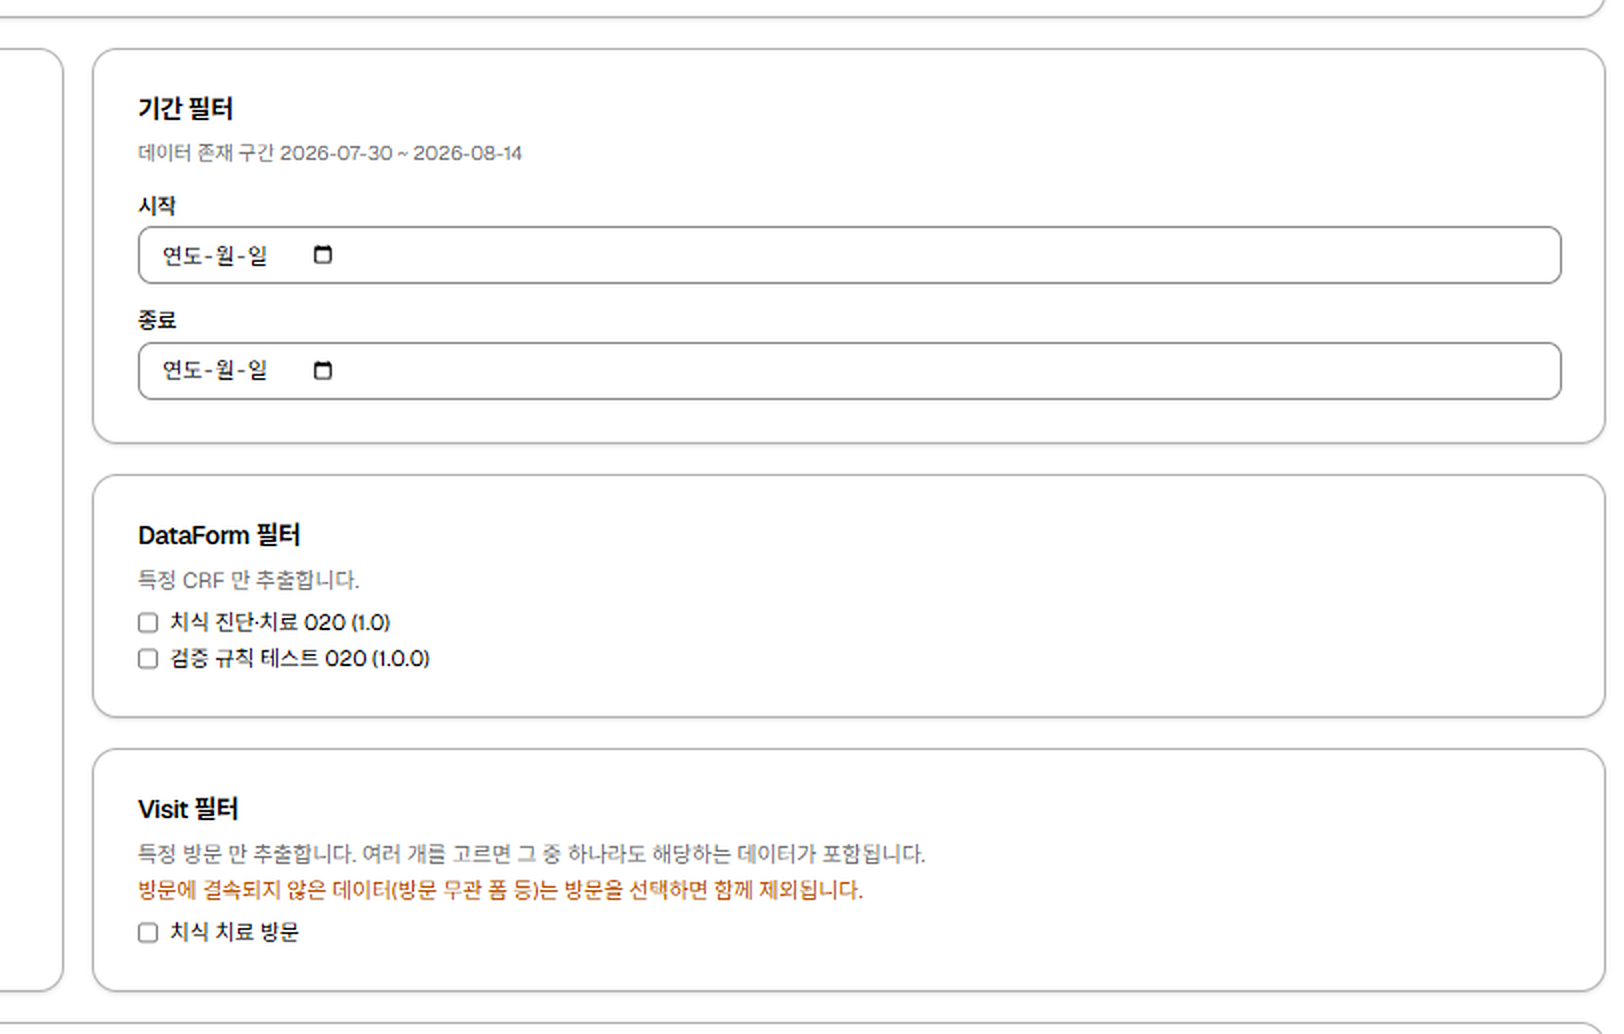 기간 필터
데이터 존재 구간 2026-07-30 ~ 2026-08-14
시작
연도-월-일
종료
연도-월-일
DataForm 필터
특정 CRF 만 추출합니다.
치식 진단·치료 020 (1.0)
검증 규칙 테스트 020 (1.0.0)
Visit 필터
특정 방문 만 추출합니다. 여러 개를 고르면 그 중 하나라도 해당하는 데이터가 포함됩니다.
방문에 결속되지 않은 데이터(방문 무관 폼 등)는 방문을 선택하면 함께 제외됩니다.
치식 치료 방문